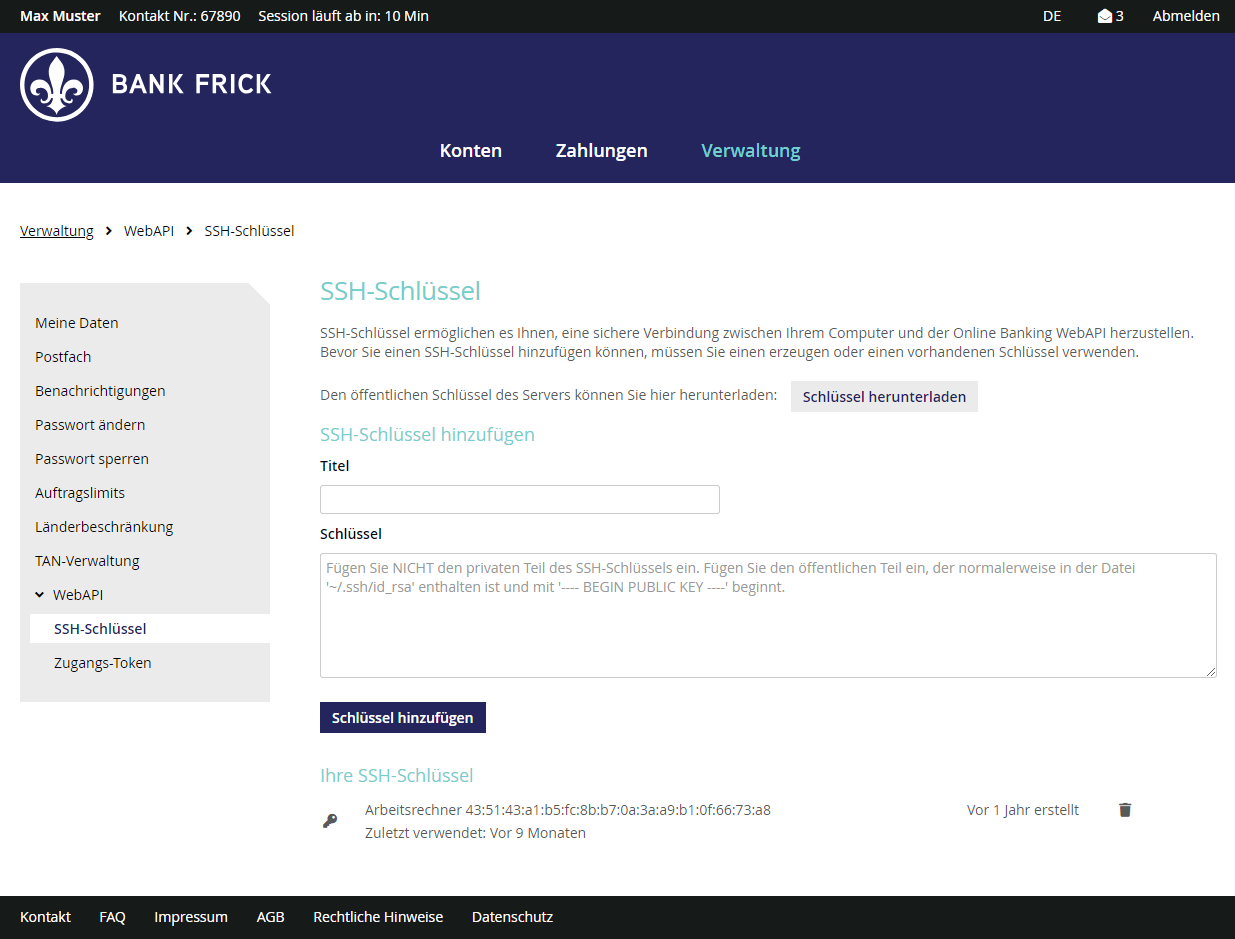 Max Muster Kontakt Nr.: 67890 Session läuft ab in: 10 Min DE 3 Abmelden
BANK FRICK
Konten Zahlungen Verwaltung
Verwaltung WebAPI SSH-Schlüssel
Meine Daten
Postfach
Benachrichtigungen
Passwort ändern
Passwort sperren
Auftragslimits
Länderbeschränkung
TAN-Verwaltung
WebAPI
SSH-Schlüssel
Zugangs-Token
SSH-Schlüssel
SSH-Schlüssel ermöglichen es Ihnen, eine sichere Verbindung zwischen Ihrem Computer und der Online Banking WebAPI herzustellen.
Bevor Sie einen SSH-Schlüssel hinzufügen können, müssen Sie einen erzeugen oder einen vorhandenen Schlüssel verwenden.
Den öffentlichen Schlüssel des Servers können Sie hier herunterladen: Schlüssel herunterladen
SSH-Schlüssel hinzufügen
Titel
Schlüssel
Fügen Sie NICHT den privaten Teil des SSH-Schlüssels ein. Fügen Sie den öffentlichen Teil ein, der normalerweise in der Datei
'~/.ssh/id_rsa' enthalten ist und mit '---- BEGIN PUBLIC KEY ----' beginnt.
Schlüssel hinzufügen
Ihre SSH-Schlüssel
Arbeitsrechner 43:51:43:a1:b5:fc:8b:b7:0a:3a:a9:b1:0f:66:73:a8 Vor 1 Jahr erstellt
Zuletzt verwendet: Vor 9 Monaten
Kontakt FAQ Impressum AGB Rechtliche Hinweise Datenschutz